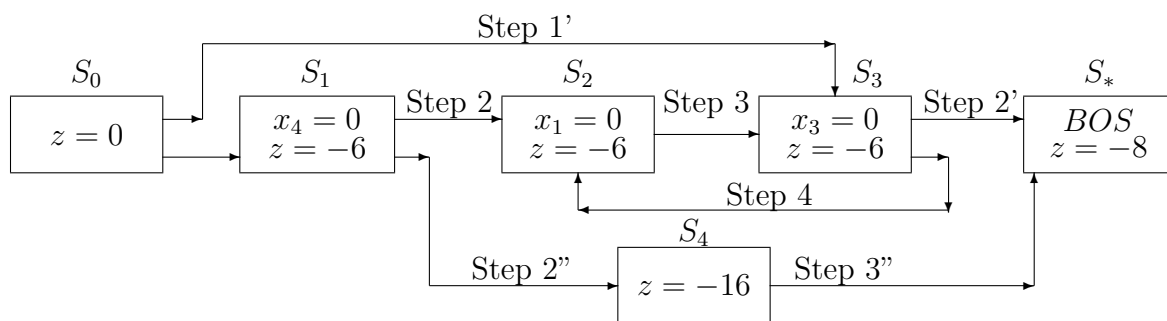 Step 1’
S₀
S₁
S₂
S₃
S*
z = 0
x₄ = 0
z = −6
Step 2
x₁ = 0
z = −6
Step 3
x₃ = 0
z = −6
Step 2'
BOS
z = −8
Step 4
S₄
Step 2”
z = −16
Step 3”